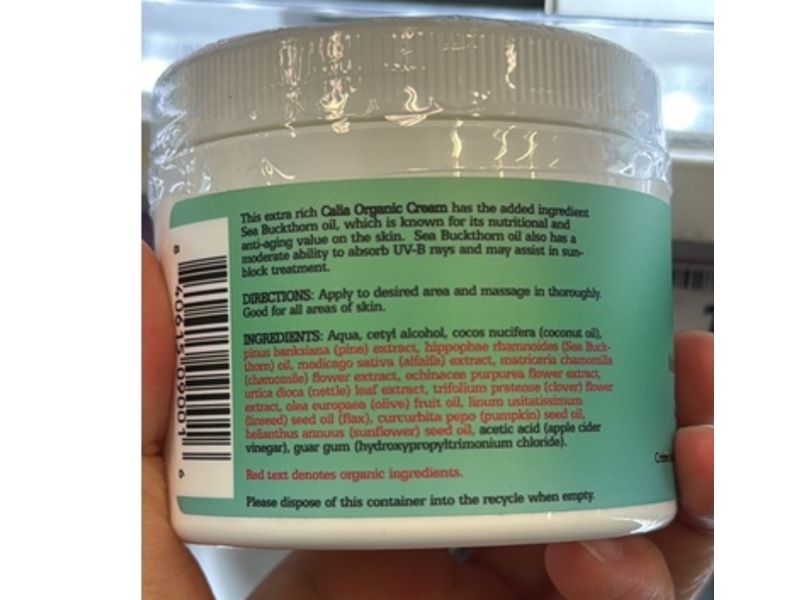 This extra rich Calia Organic Cream has the added ingredient
Sea Buckthorn oil, which is known for its nutritional and
anti-aging value on the skin. Sea Buckthorn oil also has a
moderate ability to absorb UV-B rays and may assist in sun-
block treatment.
DIRECTIONS: Apply to desired area and massage in thoroughly.
Good for all areas of skin.
INGREDIENTS: Aqua, cetyl alcohol, cocos nucifera (coconut oil),
pinus banksiana (pine) extract, hippophae rhamnoides (Sea Buck-
thorn) oil, medicago sativa (alfalfa) extract, matricaria chamomilla
(chamomile) flower extract, echinacea purpurea flower extract,
urtica dioca (nettle) leaf extract, trifolium pratense (clover) flower
extract, olea europaea (olive) fruit oil, linum usitatissimum
(linseed) seed oil (flax), curcurbita pepo (pumpkin) seed oil,
helianthus annuus (sunflower) seed oil, acetic acid (apple cider
vinegar), guar gum (hydroxypropyltrimonium chloride).
Red text denotes organic ingredients.
Please dispose of this container into the recycle when empty.